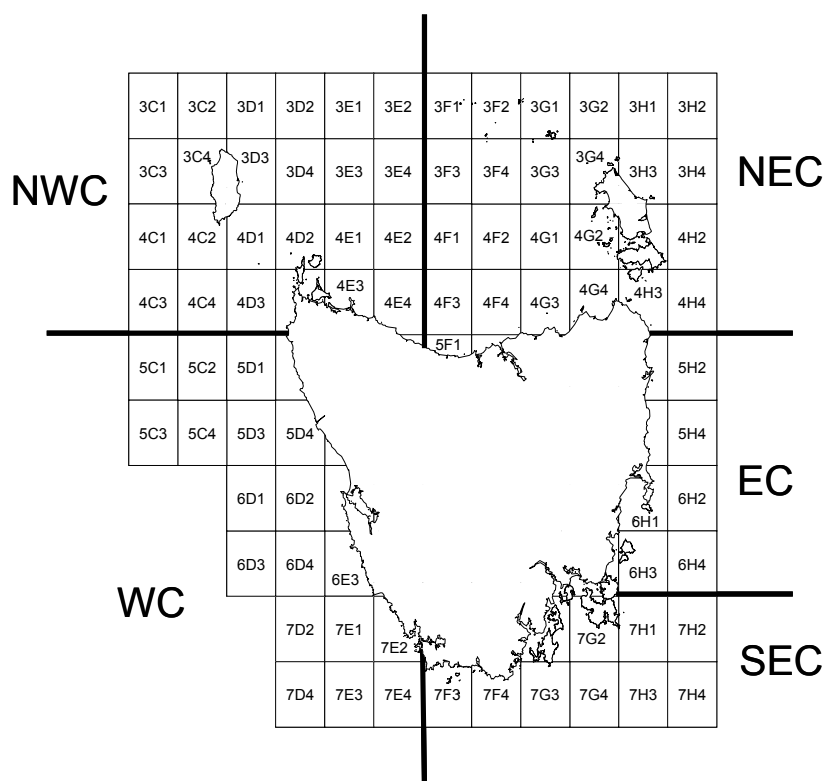 3C1 3C2 3D1 3D2 3E1 3E2 3F1 3F2 3G1 3G2 3H1 3H2
3C3 3C4 3D3 3D4 3E3 3E4 3F3 3F4 3G3 3G4 3H3 3H4
NWC
NEC
4C1 4C2 4D1 4D2 4E1 4E2 4F1 4F2 4G1 4G2 4H2
4C3 4C4 4D3 4E3 4E4 4F3 4F4 4G3 4G4 4H3 4H4
5F1
5C1 5C2 5D1 5H2
5C3 5C4 5D3 5D4 5H4
EC
6D1 6D2 6H1 6H2
6D3 6D4 6E3 6H3 6H4
WC
7D2 7E1 7E2 7G2 7H1 7H2
SEC
7D4 7E3 7E4 7F3 7F4 7G3 7G4 7H3 7H4